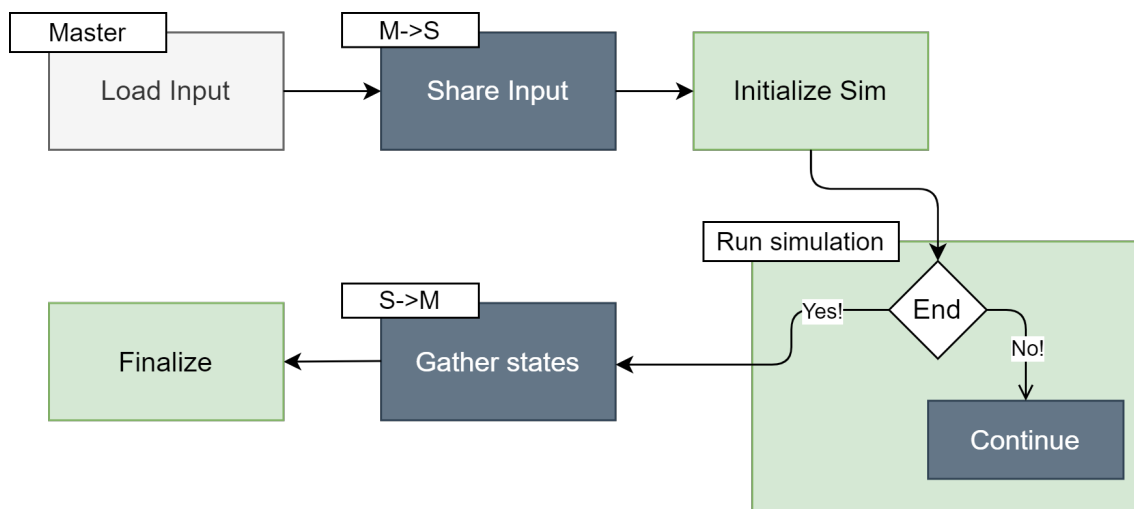 Master
Load Input
M->S
Share Input
Initialize Sim
Run simulation
End
Yes!
No!
Continue
S->M
Gather states
Finalize